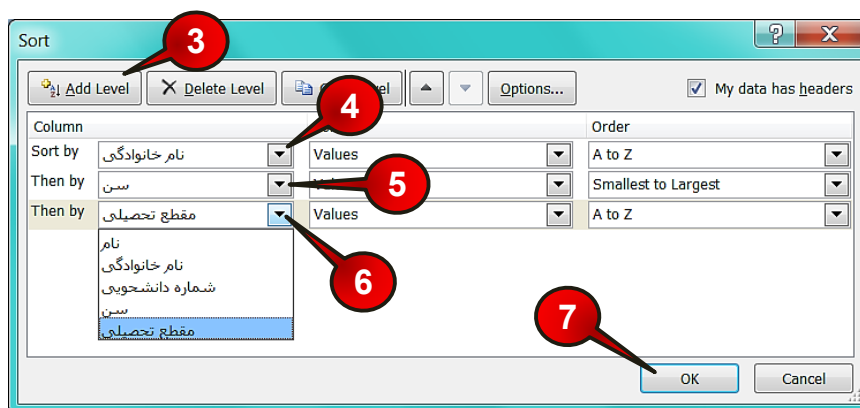 Sort
3
Add Level Delete Level Options... My data has headers
4
Column Order
Sort by نام خانوادگی Values A to Z
Then by سن 5 Smallest to Largest
Then by مقطع تحصیلی Values A to Z
6
نام
نام خانوادگی
شماره دانشجویی
سن
مقطع تحصیلی
7
OK Cancel